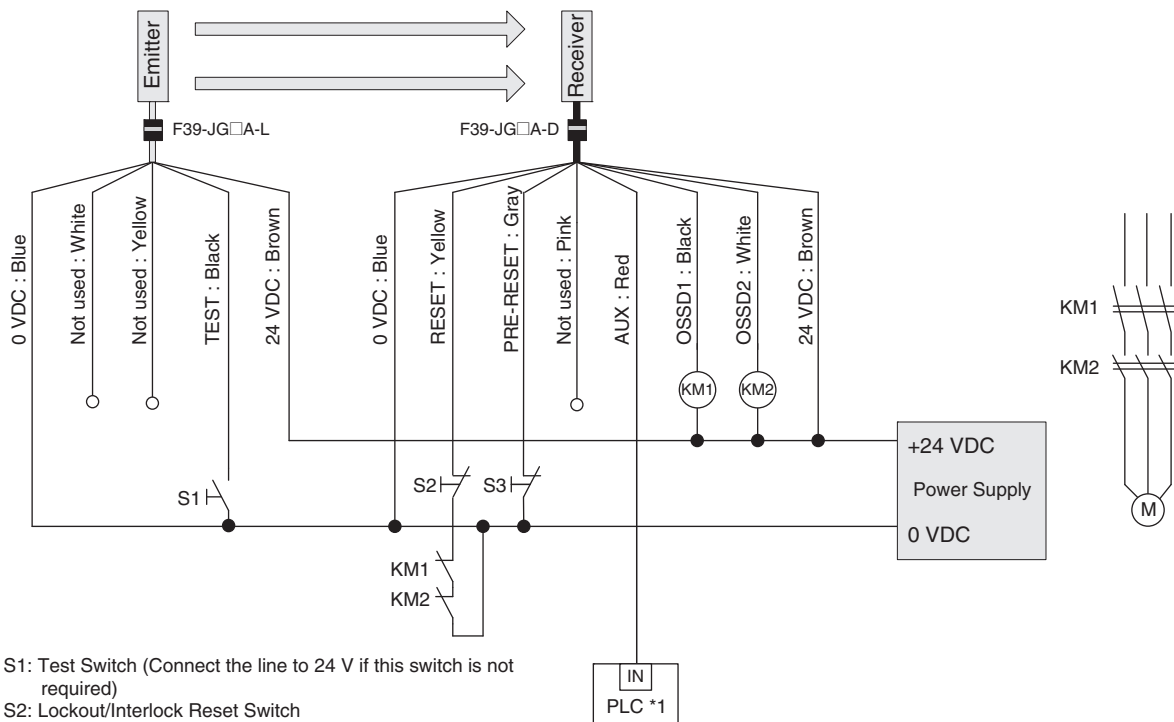 Emitter
Receiver
F39-JG□A-L
F39-JG□A-D
0 VDC : Blue
Not used : White
Not used : Yellow
TEST : Black
24 VDC : Brown
0 VDC : Blue
RESET : Yellow
PRE-RESET : Gray
Not used : Pink
AUX : Red
OSSD1 : Black
OSSD2 : White
24 VDC : Brown
KM1
KM2
KM1
KM2
M
+24 VDC
Power Supply
0 VDC
S1
S2
S3
KM1
KM2
IN
PLC *1
S1: Test Switch (Connect the line to 24 V if this switch is not
required)
S2: Lockout/Interlock Reset Switch